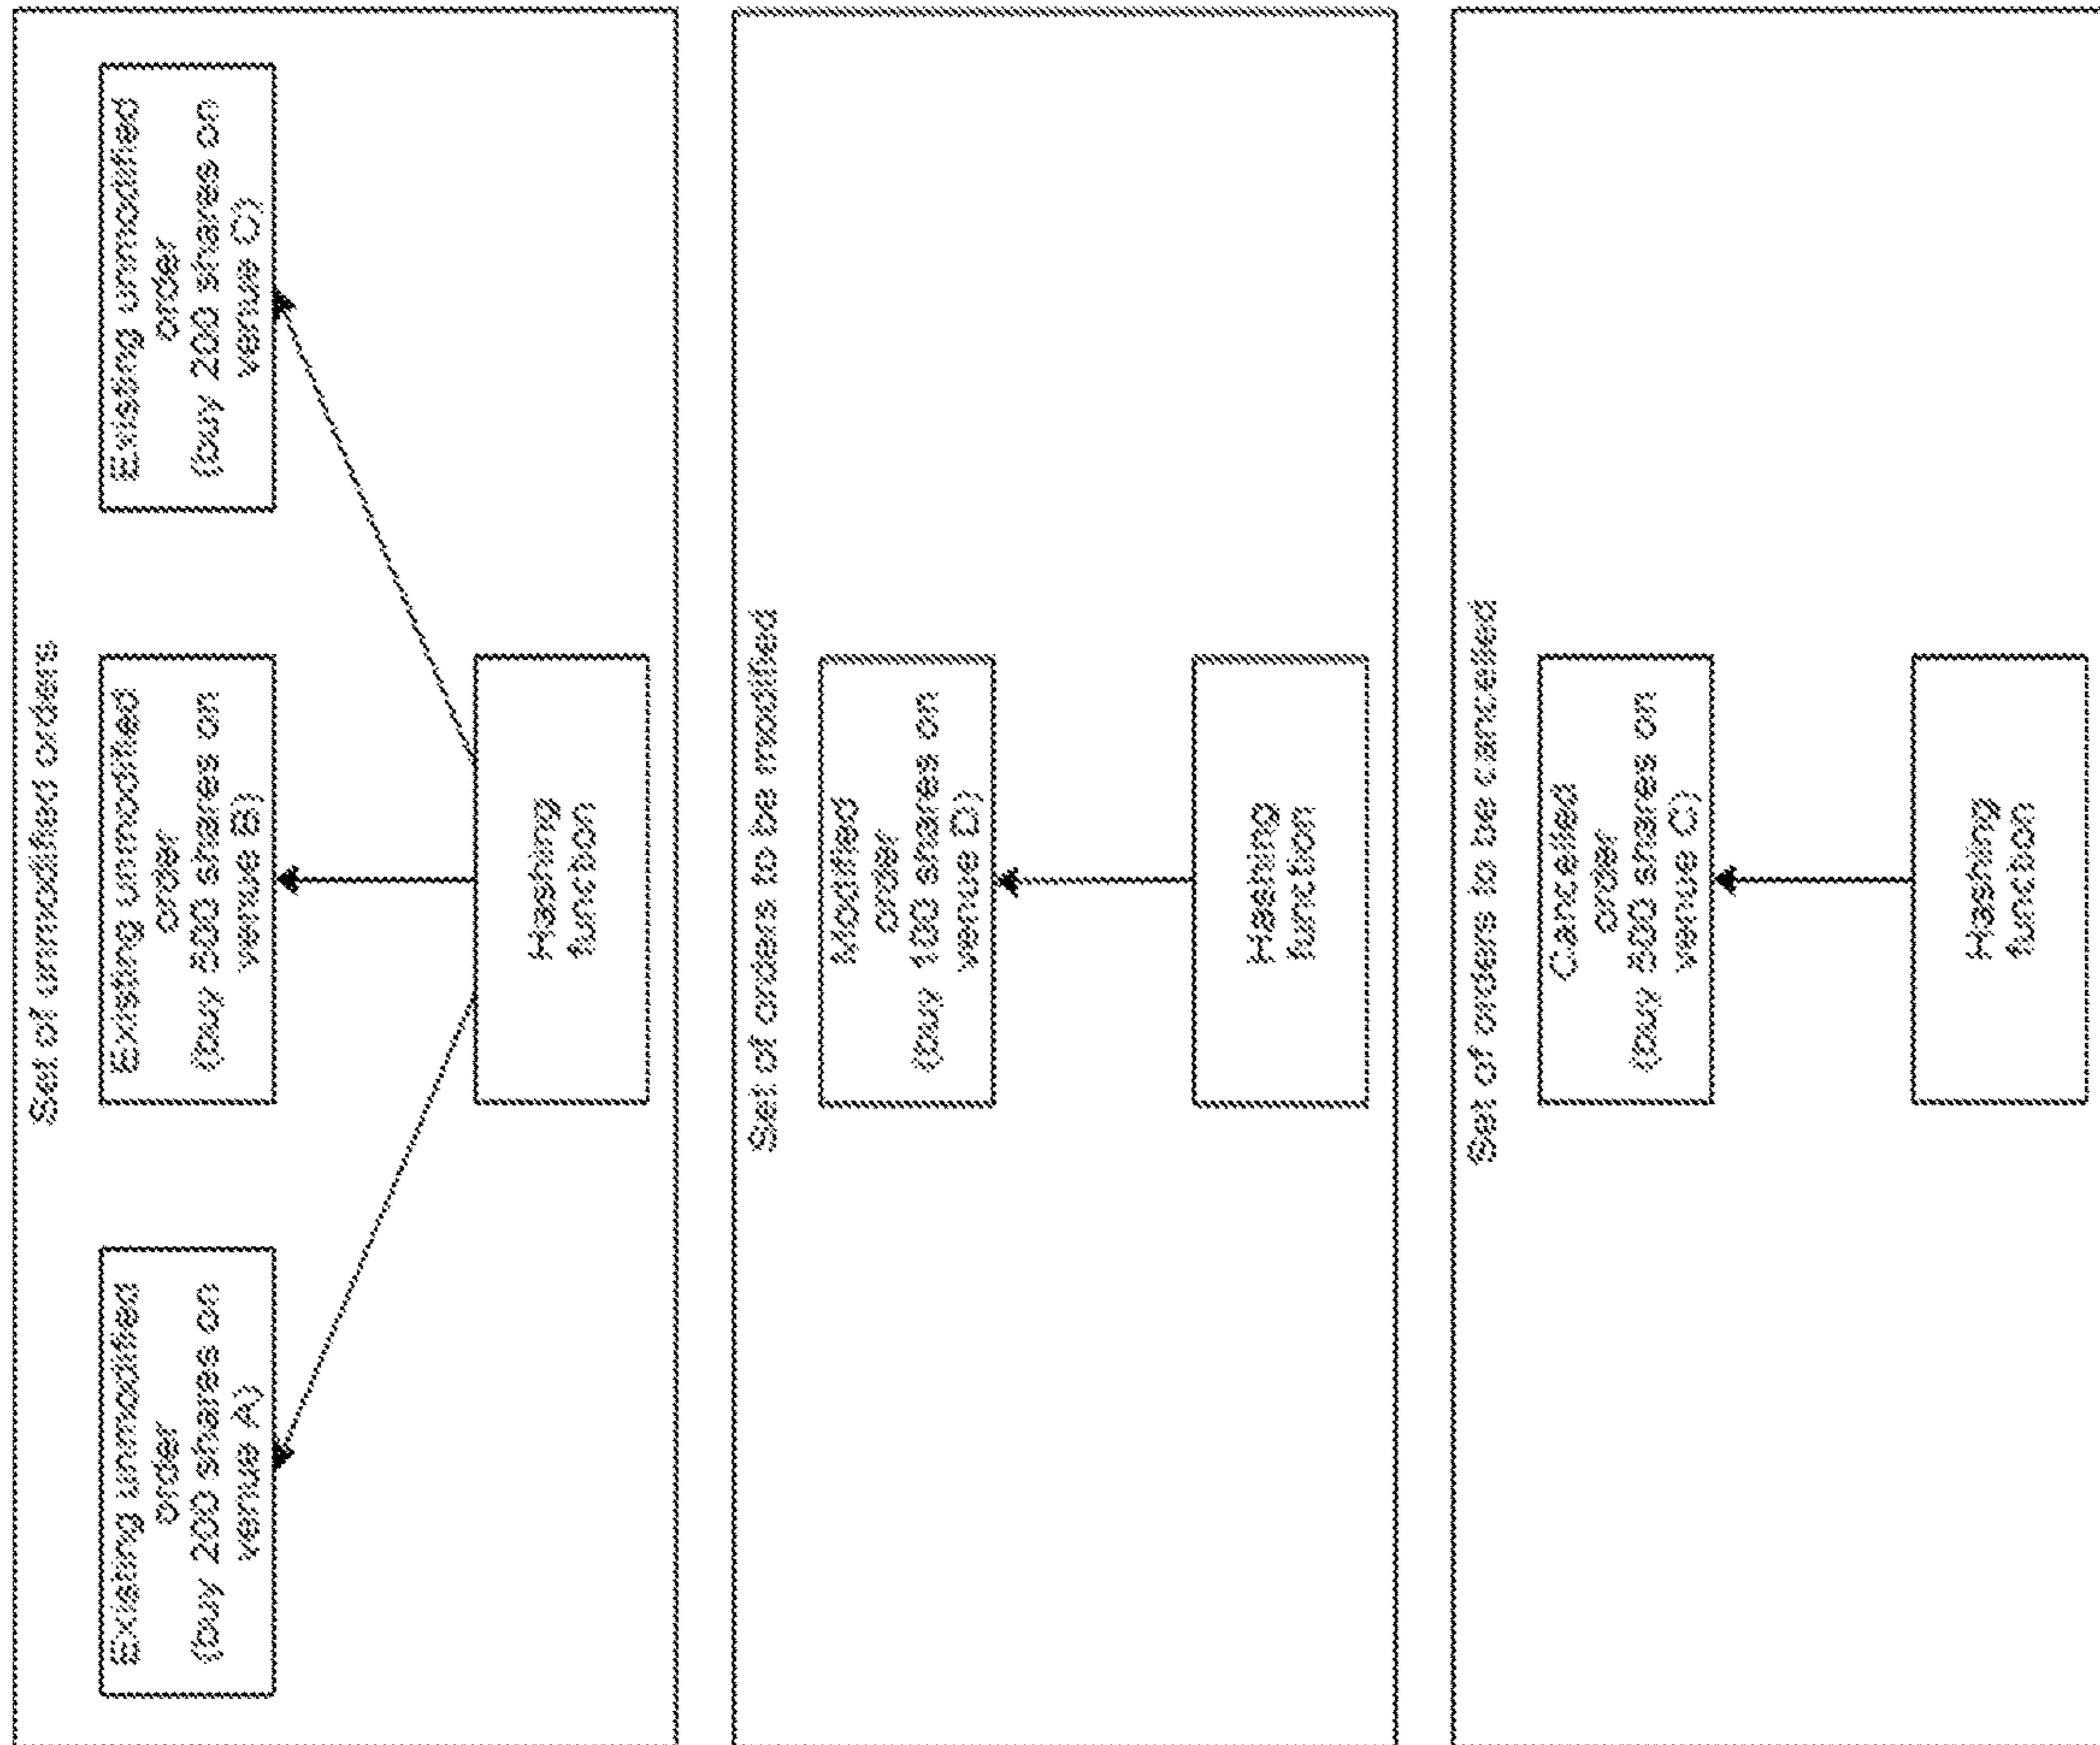 Set of unmodified orders
Existing unmodified
order
(buy 200 shares on
venue A)
Existing unmodified
order
(buy shares on
venue B)
Existing unmodified
order
(buy 200 shares on
venue C)
Hashing
function
Set of orders to be modified
Modified
order
(buy 100 shares on
venue D)
Hashing
function
Set of orders to be cancelled
Cancelled
order
(buy shares on
venue C)
Hashing
function